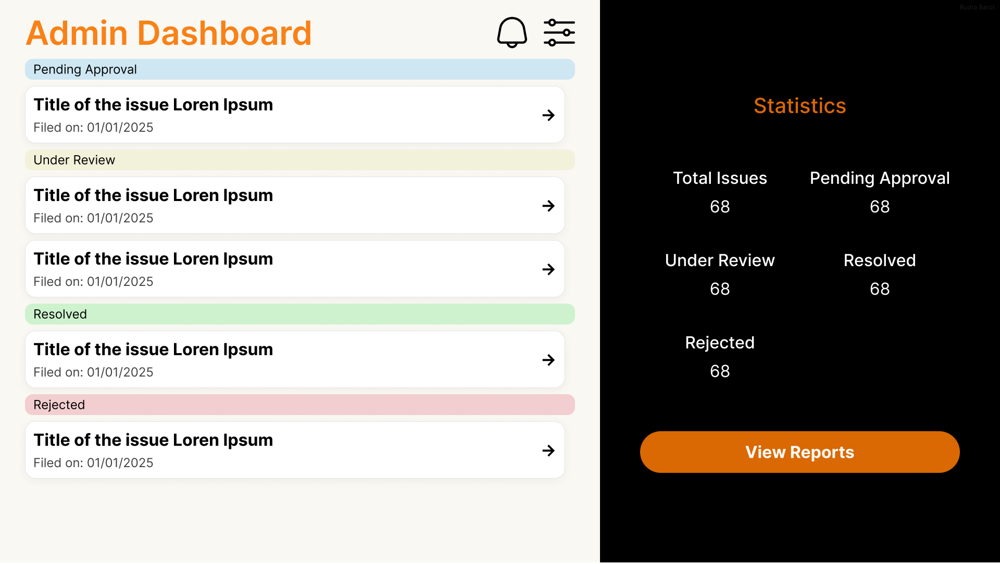 Admin Dashboard
Pending Approval
Title of the issue Loren Ipsum
Filed on: 01/01/2025
Under Review
Title of the issue Loren Ipsum
Filed on: 01/01/2025
Title of the issue Loren Ipsum
Filed on: 01/01/2025
Resolved
Title of the issue Loren Ipsum
Filed on: 01/01/2025
Rejected
Title of the issue Loren Ipsum
Filed on: 01/01/2025
Rudra Barot
Statistics
Total Issues
68
Pending Approval
68
Under Review
68
Resolved
68
Rejected
68
View Reports